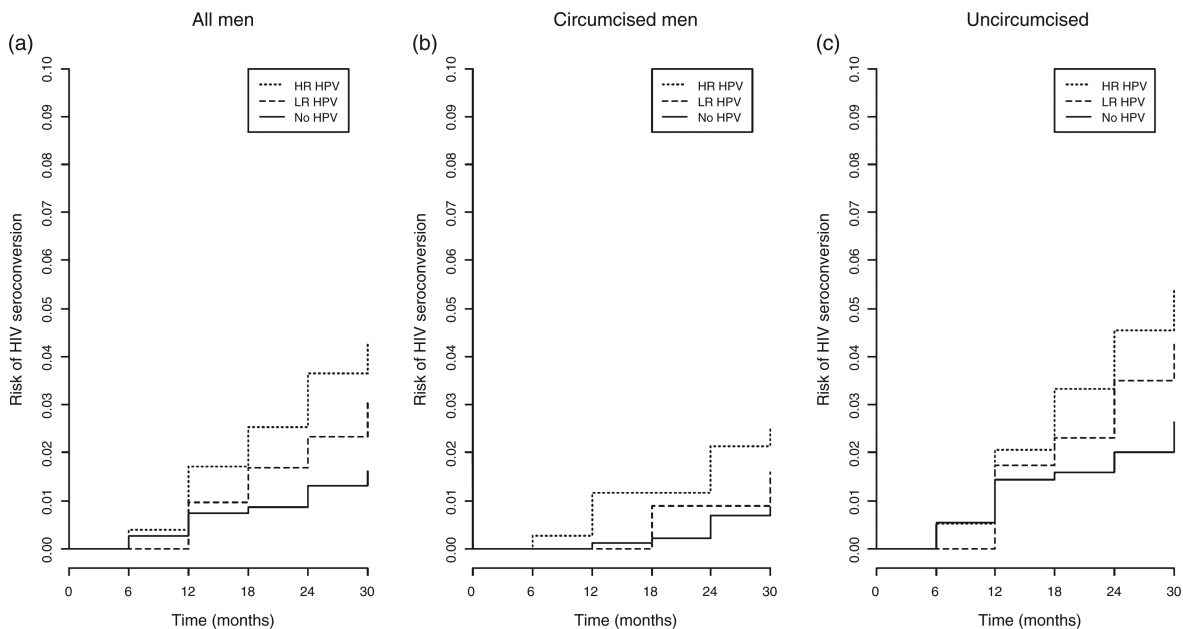 All men
(a)
0.10
0.09
0.08
0.07
0.06
0.05
0.04
0.03
0.02
0.01
0.00
Risk of HIV seroconversion
HR HPV
LR HPV
No HPV
0 6 12 18 24 30
Time (months)
Circumcised men
(b)
0.10
0.09
0.08
0.07
0.06
0.05
0.04
0.03
0.02
0.01
0.00
Risk of HIV seroconversion
HR HPV
LR HPV
No HPV
0 6 12 18 24 30
Time (months)
Uncircumcised
(c)
0.10
0.09
0.08
0.07
0.06
0.05
0.04
0.03
0.02
0.01
0.00
Risk of HIV seroconversion
HR HPV
LR HPV
No HPV
0 6 12 18 24 30
Time (months)